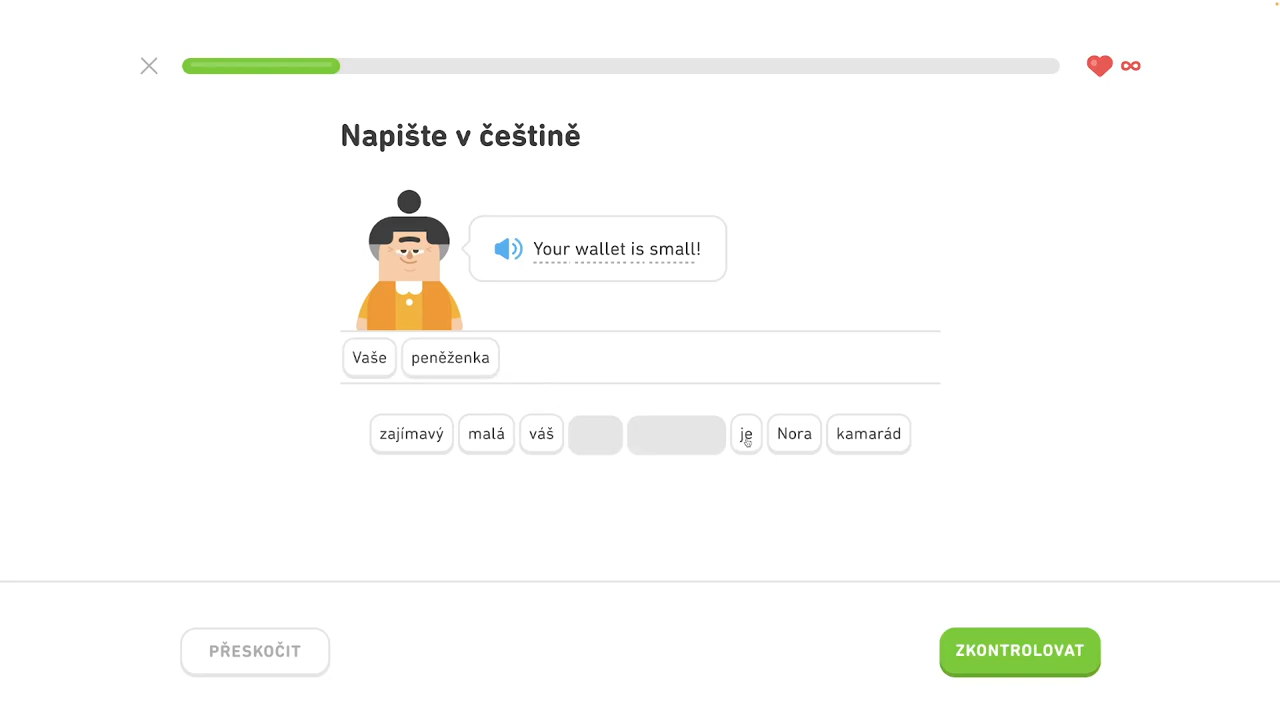 Napište v češtině
Your wallet is small!
Vaše peněženka
zajímavý malá váš je Nora kamarád
PŘESKOČIT ZKONTROLOVAT